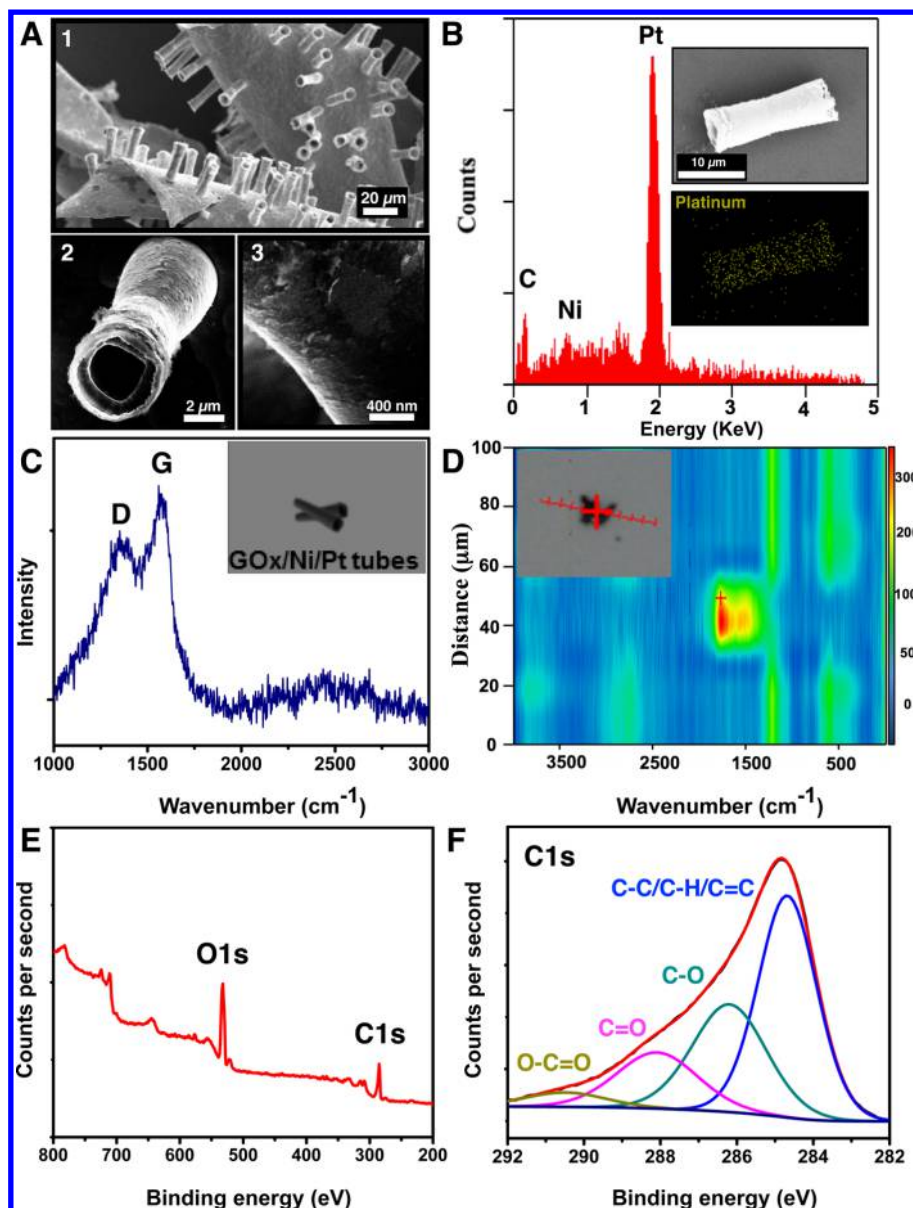 A
1
20 µm
2
2 µm
3
400 nm
B
Pt
C
Ni
10 µm
Platinum
Counts
0 1 2 3 4 5
Energy (KeV)
C
D
G
GOx/Ni/Pt tubes
Intensity
1000 1500 2000 2500 3000
Wavenumber (cm⁻¹)
D
100
80
60
40
20
0
Distance (µm)
3500 2500 1500 500
Wavenumber (cm⁻¹)
300
100
50
0
E
O1s
C1s
Counts per second
800 700 600 500 400 300 200
Binding energy (eV)
F
C1s
C-C/C-H/C=C
C-O
C=O
O-C=O
Counts per second
292 290 288 286 284 282
Binding energy (eV)